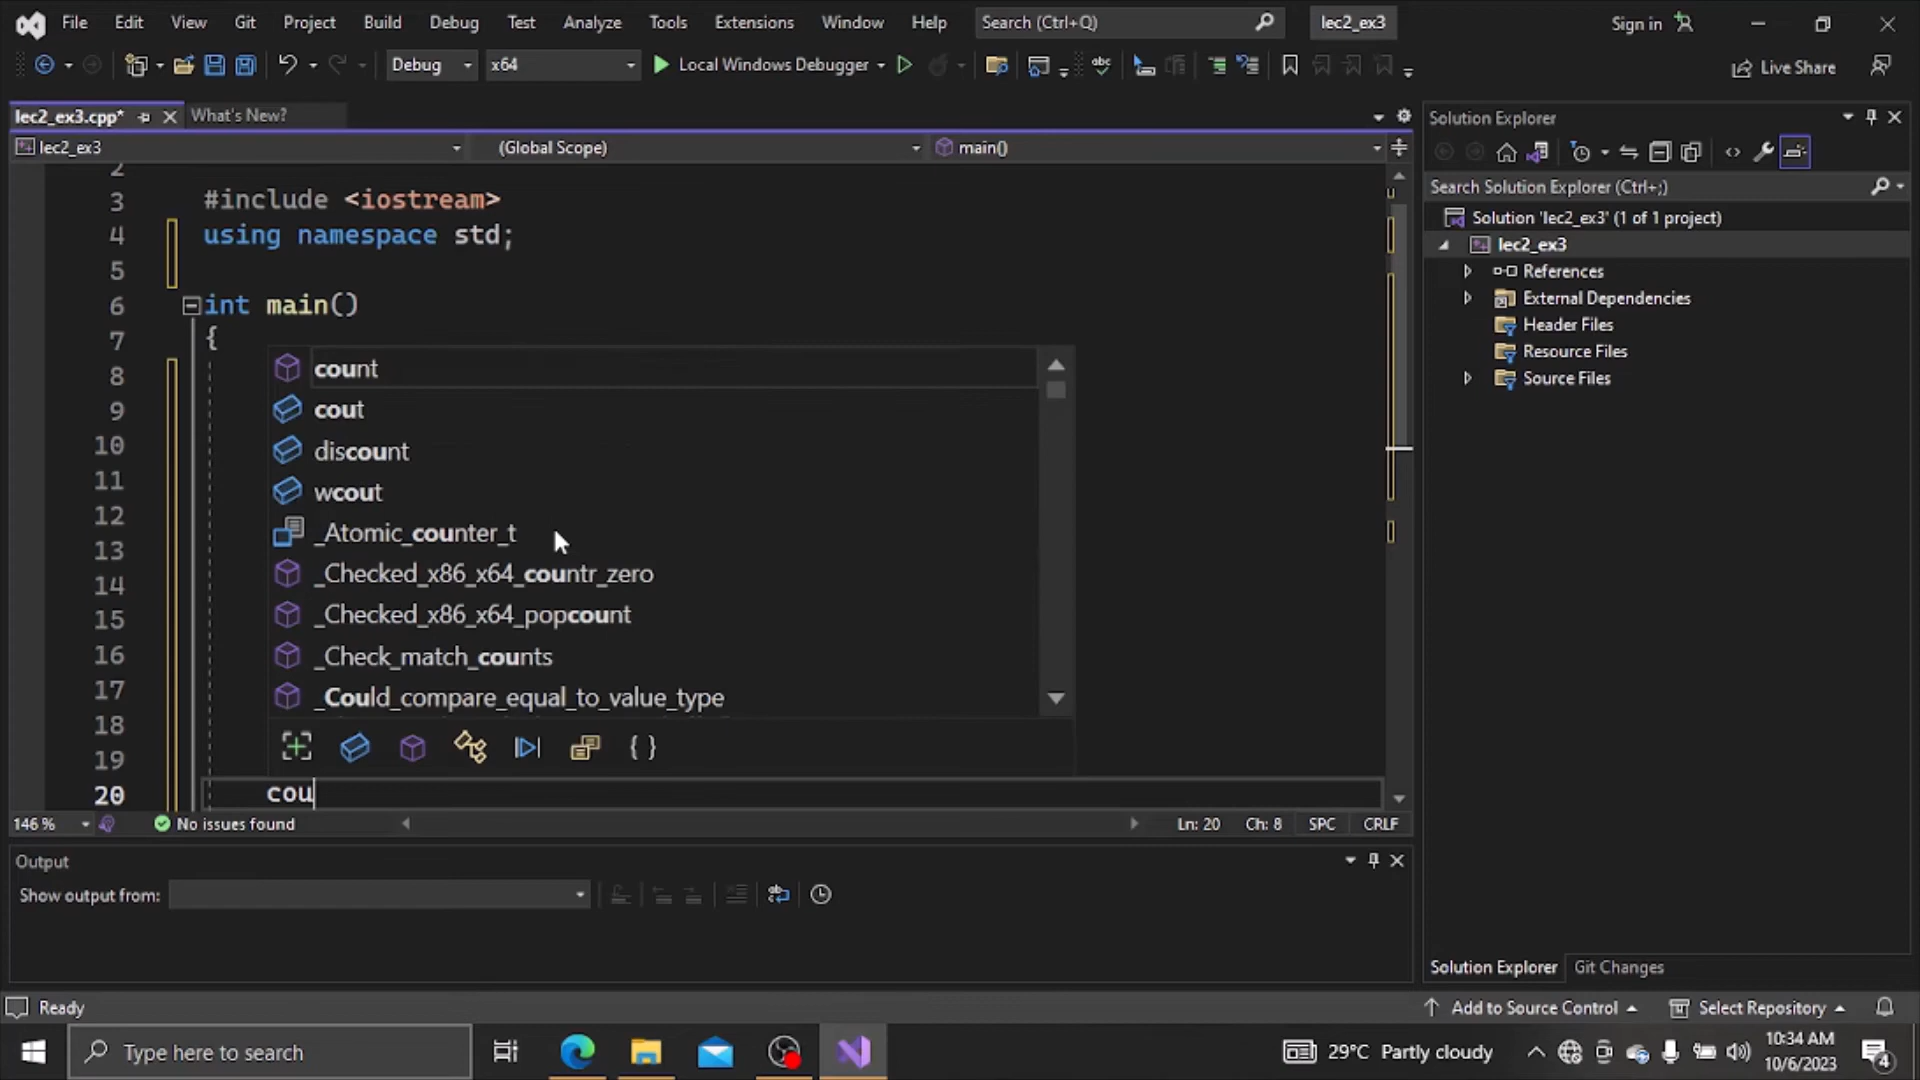 File Edit View Git Project Build Debug Test Analyze Tools Extensions Window Help Search (Ctrl+Q) lec2_ex3 Sign in
Debug x64 Local Windows Debugger Live Share
lec2_ex3.cpp* What's New?
Solution Explorer
lec2_ex3 (Global Scope) main()
2
3 #include <iostream>
4 using namespace std;
5
6 int main()
7 {
8
9
10
11
12
13
14
15
16
17
18
19
20 cou
count
cout
discount
wcout
_Atomic_counter_t
_Checked_x86_x64_countr_zero
_Checked_x86_x64_popcount
_Check_match_counts
_Could_compare_equal_to_value_type
Search Solution Explorer (Ctrl+;)
Solution 'lec2_ex3' (1 of 1 project)
lec2_ex3
References
External Dependencies
Header Files
Resource Files
Source Files
146 % No issues found Ln: 20 Ch: 8 SPC CRLF
Output
Show output from:
Solution Explorer Git Changes
Ready Add to Source Control Select Repository
Type here to search 29°C Partly cloudy 10:34 AM
10/6/2023 4